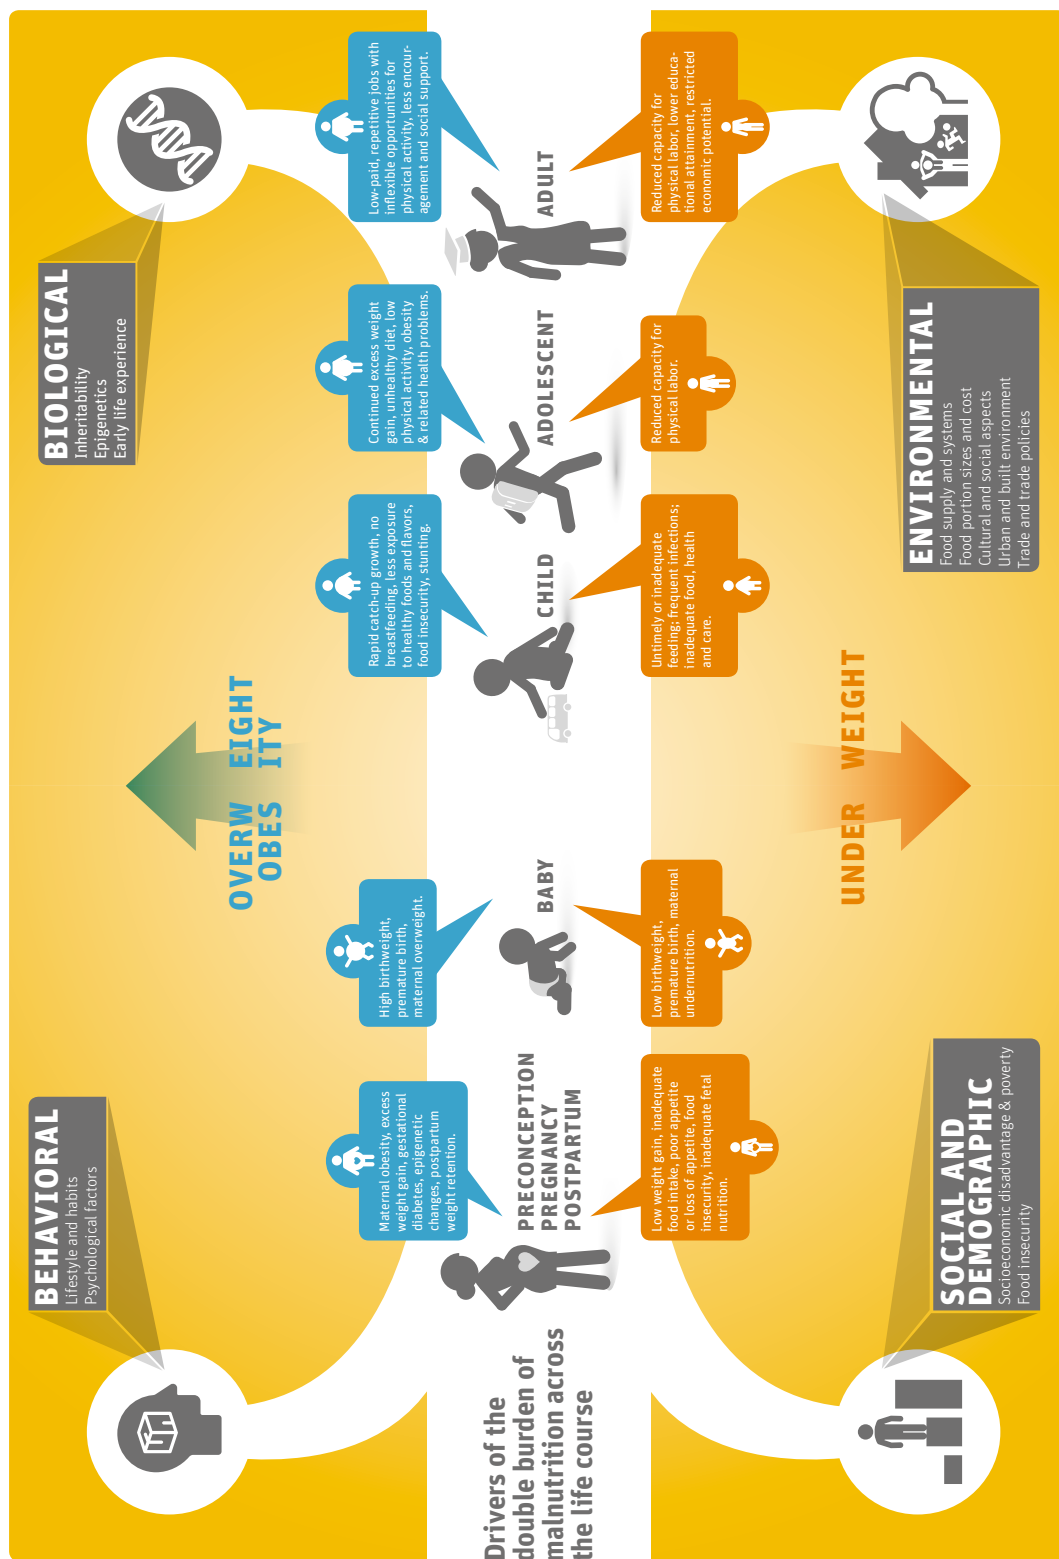 Drivers of the
double burden of
malnutrition across
the life course
BEHAVIORAL
Lifestyle and habits
Psychological factors
BIOLOGICAL
Inheritability
Epigenetics
Early life experience
OVERW EIGHT
OBES ITY
Maternal obesity, excess
weight gain, gestational
diabetes, epigenetic
changes, postpartum
weight retention.
High birthweight,
premature birth,
maternal overweight.
Rapid catch-up growth, no
breastfeeding, less exposure
to healthy foods and flavors,
food insecurity, stunting.
Continued excess weight
gain, unhealthy diet, low
physical activity, obesity
& related health problems.
Low-paid, repetitive jobs with
inflexible opportunities for
physical activity, less encour-
agement and social support.
PRECONCEPTION
PREGNANCY
POSTPARTUM
BABY
CHILD
ADOLESCENT
ADULT
Low weight gain, inadequate
food intake, poor appetite
or loss of appetite, food
insecurity, inadequate fetal
nutrition.
Low birthweight,
premature birth, maternal
undernutrition.
Untimely or inadequate
feeding; frequent infections;
inadequate food, health
and care.
Reduced capacity for
physical labor.
Reduced capacity for
physical labor, lower educa-
tional attainment, restricted
economic potential.
UNDER WEIGHT
SOCIAL AND
DEMOGRAPHIC
Socioeconomic disadvantage & poverty
Food insecurity
ENVIRONMENTAL
Food supply and systems
Food portion sizes and cost
Cultural and social aspects
Urban and built environment
Trade and trade policies